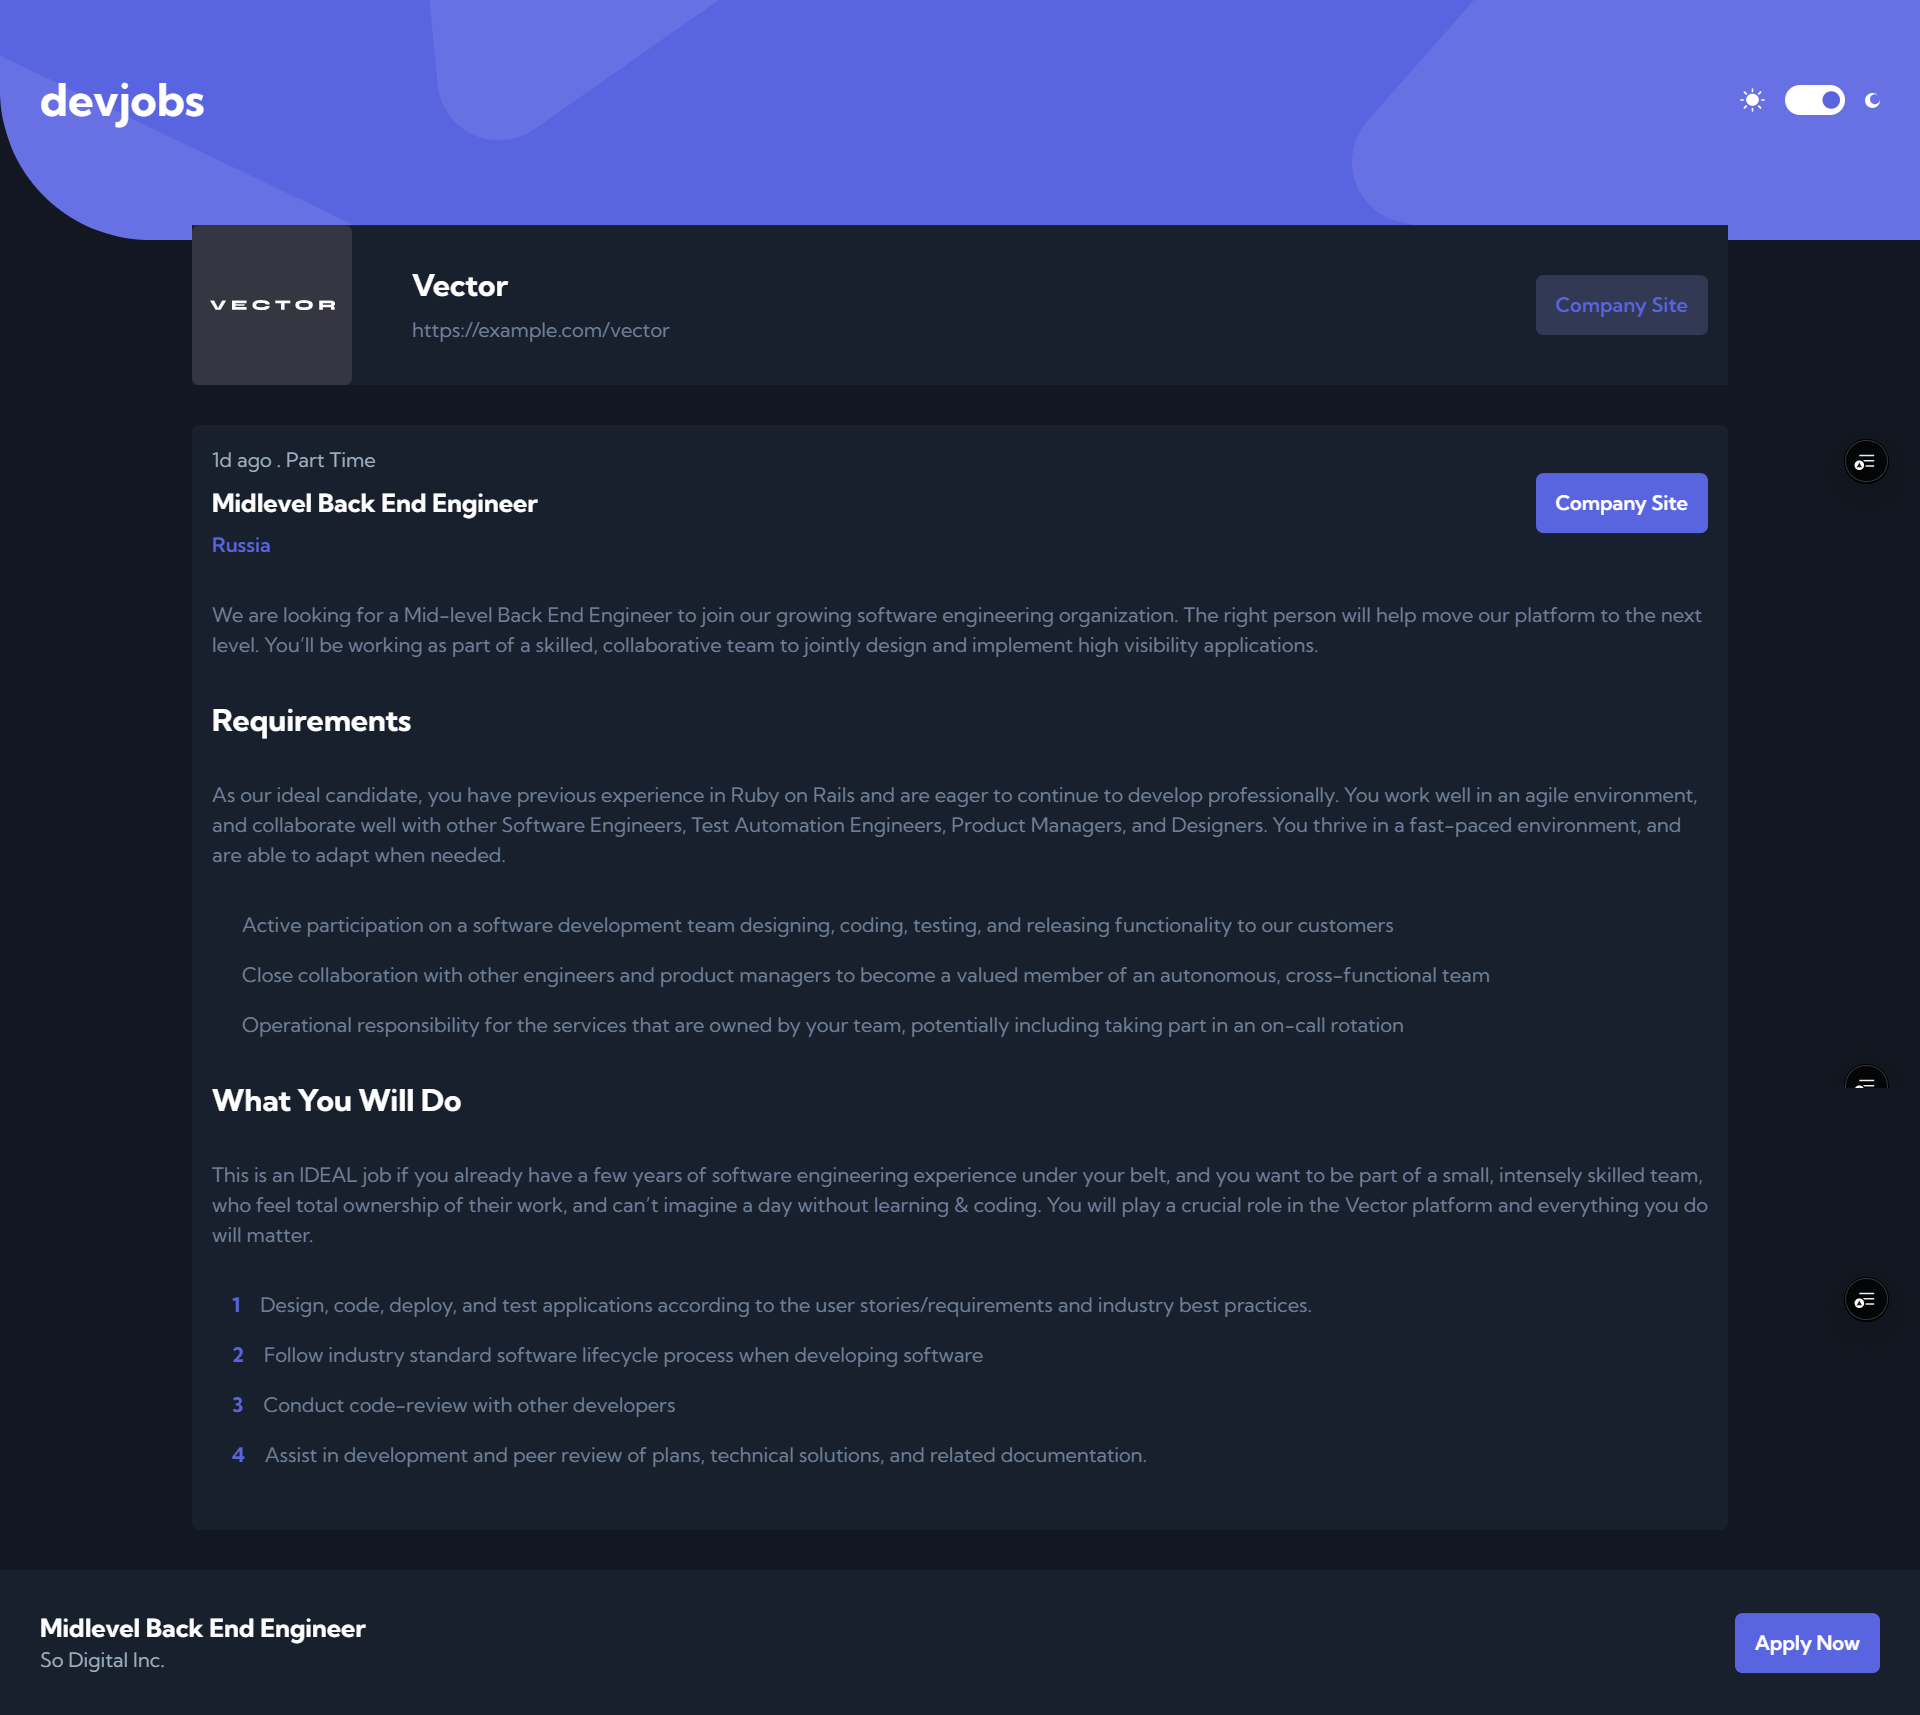 devjobs
VECTOR
Vector
https://example.com/vector
Company Site
1d ago . Part Time
Midlevel Back End Engineer
Russia
Company Site
We are looking for a Mid-level Back End Engineer to join our growing software engineering organization. The right person will help move our platform to the next
level. You’ll be working as part of a skilled, collaborative team to jointly design and implement high visibility applications.
Requirements
As our ideal candidate, you have previous experience in Ruby on Rails and are eager to continue to develop professionally. You work well in an agile environment,
and collaborate well with other Software Engineers, Test Automation Engineers, Product Managers, and Designers. You thrive in a fast-paced environment, and
are able to adapt when needed.
Active participation on a software development team designing, coding, testing, and releasing functionality to our customers
Close collaboration with other engineers and product managers to become a valued member of an autonomous, cross-functional team
Operational responsibility for the services that are owned by your team, potentially including taking part in an on-call rotation
What You Will Do
This is an IDEAL job if you already have a few years of software engineering experience under your belt, and you want to be part of a small, intensely skilled team,
who feel total ownership of their work, and can’t imagine a day without learning & coding. You will play a crucial role in the Vector platform and everything you do
will matter.
1 Design, code, deploy, and test applications according to the user stories/requirements and industry best practices.
2 Follow industry standard software lifecycle process when developing software
3 Conduct code-review with other developers
4 Assist in development and peer review of plans, technical solutions, and related documentation.
Midlevel Back End Engineer
So Digital Inc.
Apply Now